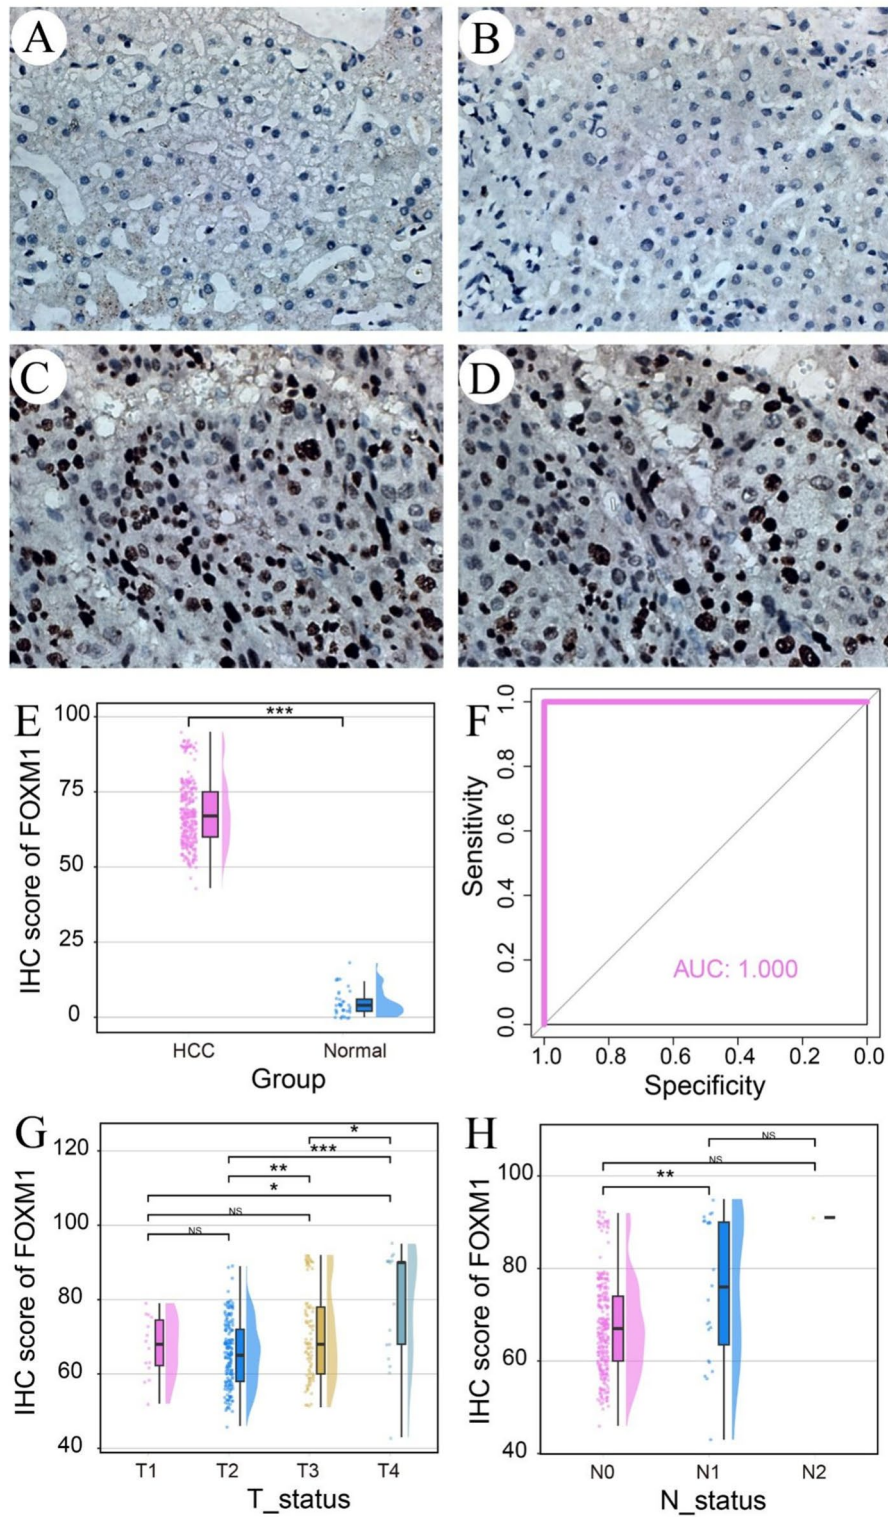 A
B
C
D
E
100
75
50
25
0
***
IHC score of FOXM1
HCC
Normal
Group
F
1.0
0.8
0.6
0.4
0.2
0.0
Sensitivity
AUC: 1.000
1.0 0.8 0.6 0.4 0.2 0.0
Specificity
G
120
100
80
60
40
IHC score of FOXM1
*
***
**
*
NS
NS
T1 T2 T3 T4
T_status
H
100
80
60
40
IHC score of FOXM1
NS
NS
**
N0 N1 N2
N_status